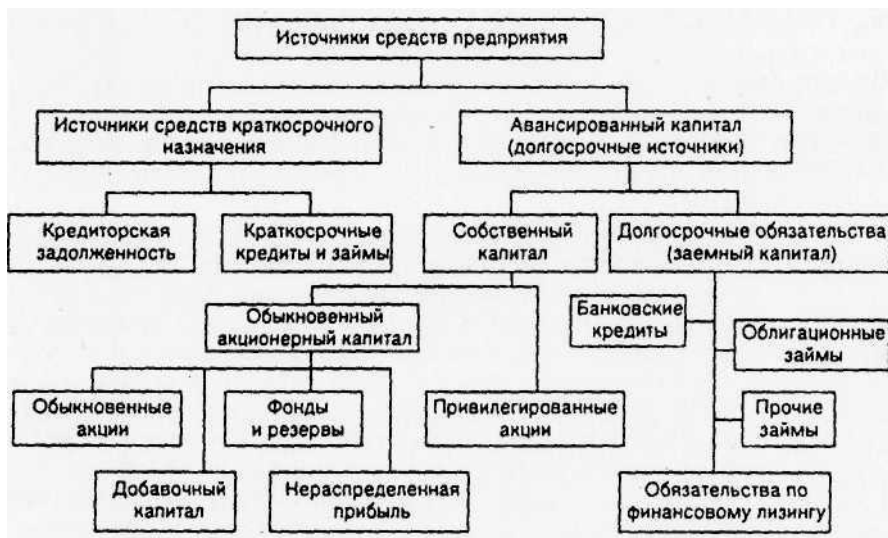 Источники средств предприятия
Источники средств краткосрочного
назначения
Авансированный капитал
(долгосрочные источники)
Кредиторская
задолженность
Краткосрочные
кредиты и займы
Собственный
капитал
Долгосрочные обязательства
(заемный капитал)
Обыкновенный
акционерный капитал
Банковские
кредиты
Облигационные
займы
Обыкновенные
акции
Фонды
и резервы
Привилегированные
акции
Прочие
займы
Добавочный
капитал
Нераспределенная
прибыль
Обязательства по
финансовому лизингу